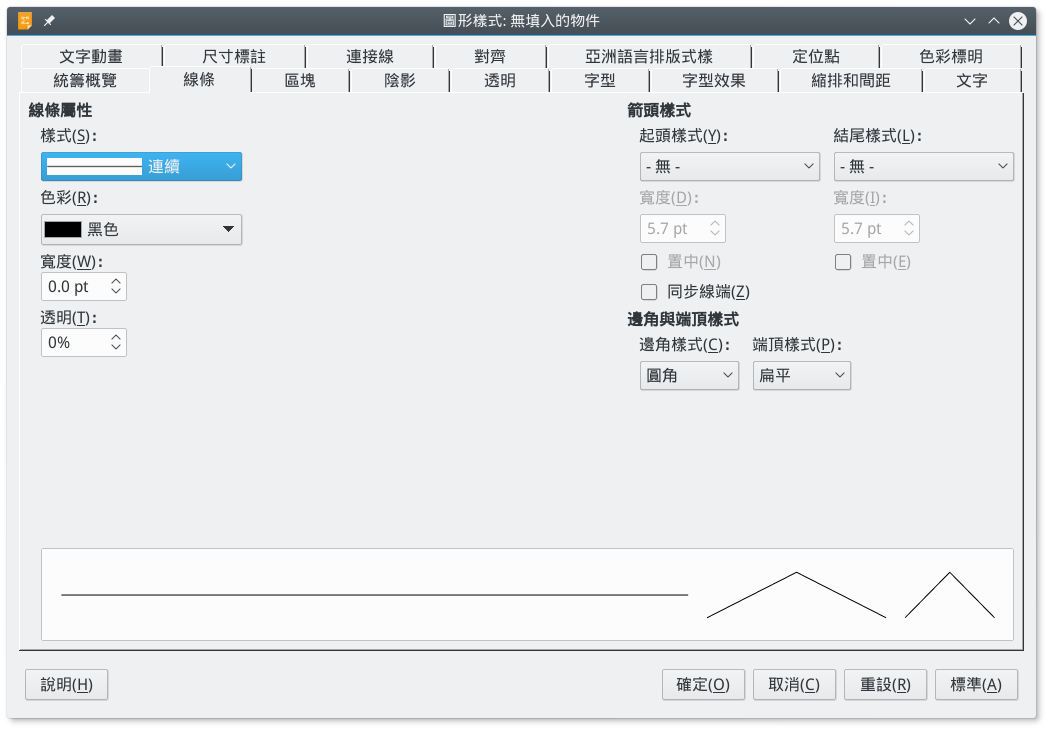 圖形樣式: 無填入的物件
文字動畫 尺寸標註 連接線 對齊 亞洲語言排版式樣 定位點 色彩標明
統籌概覽 線條 區塊 陰影 透明 字型 字型效果 縮排和間距 文字
線條屬性 箭頭樣式
樣式(S): 起頭樣式(Y): 結尾樣式(L):
連續 - 無 - - 無 -
色彩(R): 寬度(D): 寬度(I):
黑色 5.7 pt 5.7 pt
寬度(W): 置中(N) 置中(E)
0.0 pt 同步線端(Z)
透明(T): 邊角與端頂樣式
0% 邊角樣式(C): 端頂樣式(P):
圓角 扁平
說明(H) 確定(O) 取消(C) 重設(R) 標準(A)